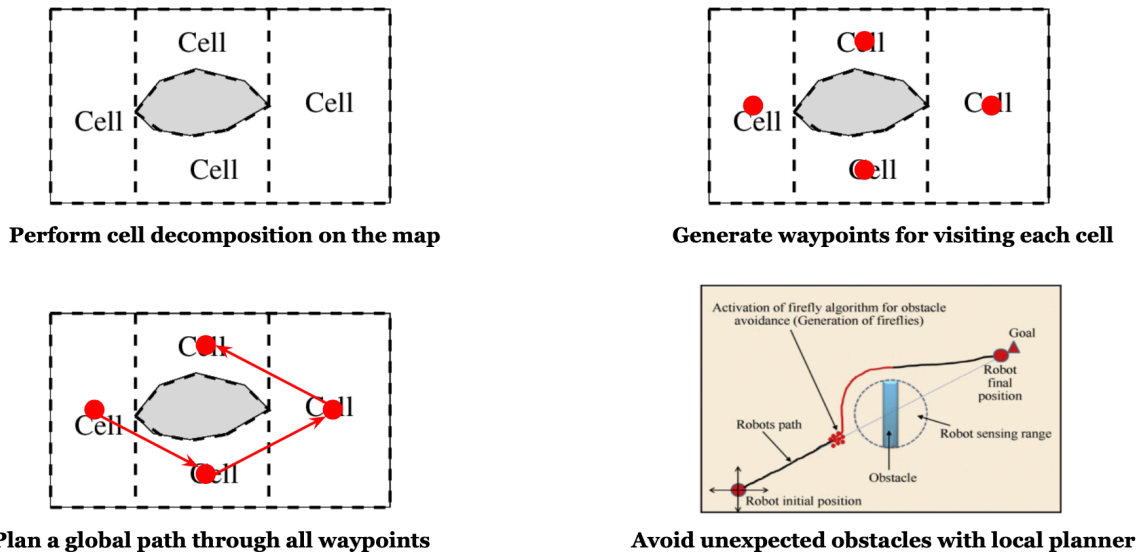 Cell
Cell
Cell
Cell
Perform cell decomposition on the map
Cell
Cell
Cell
Cell
Generate waypoints for visiting each cell
Cell
Cell
Cell
Cell
Plan a global path through all waypoints
Activation of firefly algorithm for obstacle
avoidance (Generation of fireflies)
Goal
Robot
final
position
Robots path
Robot sensing range
Obstacle
Robot initial position
Avoid unexpected obstacles with local planner